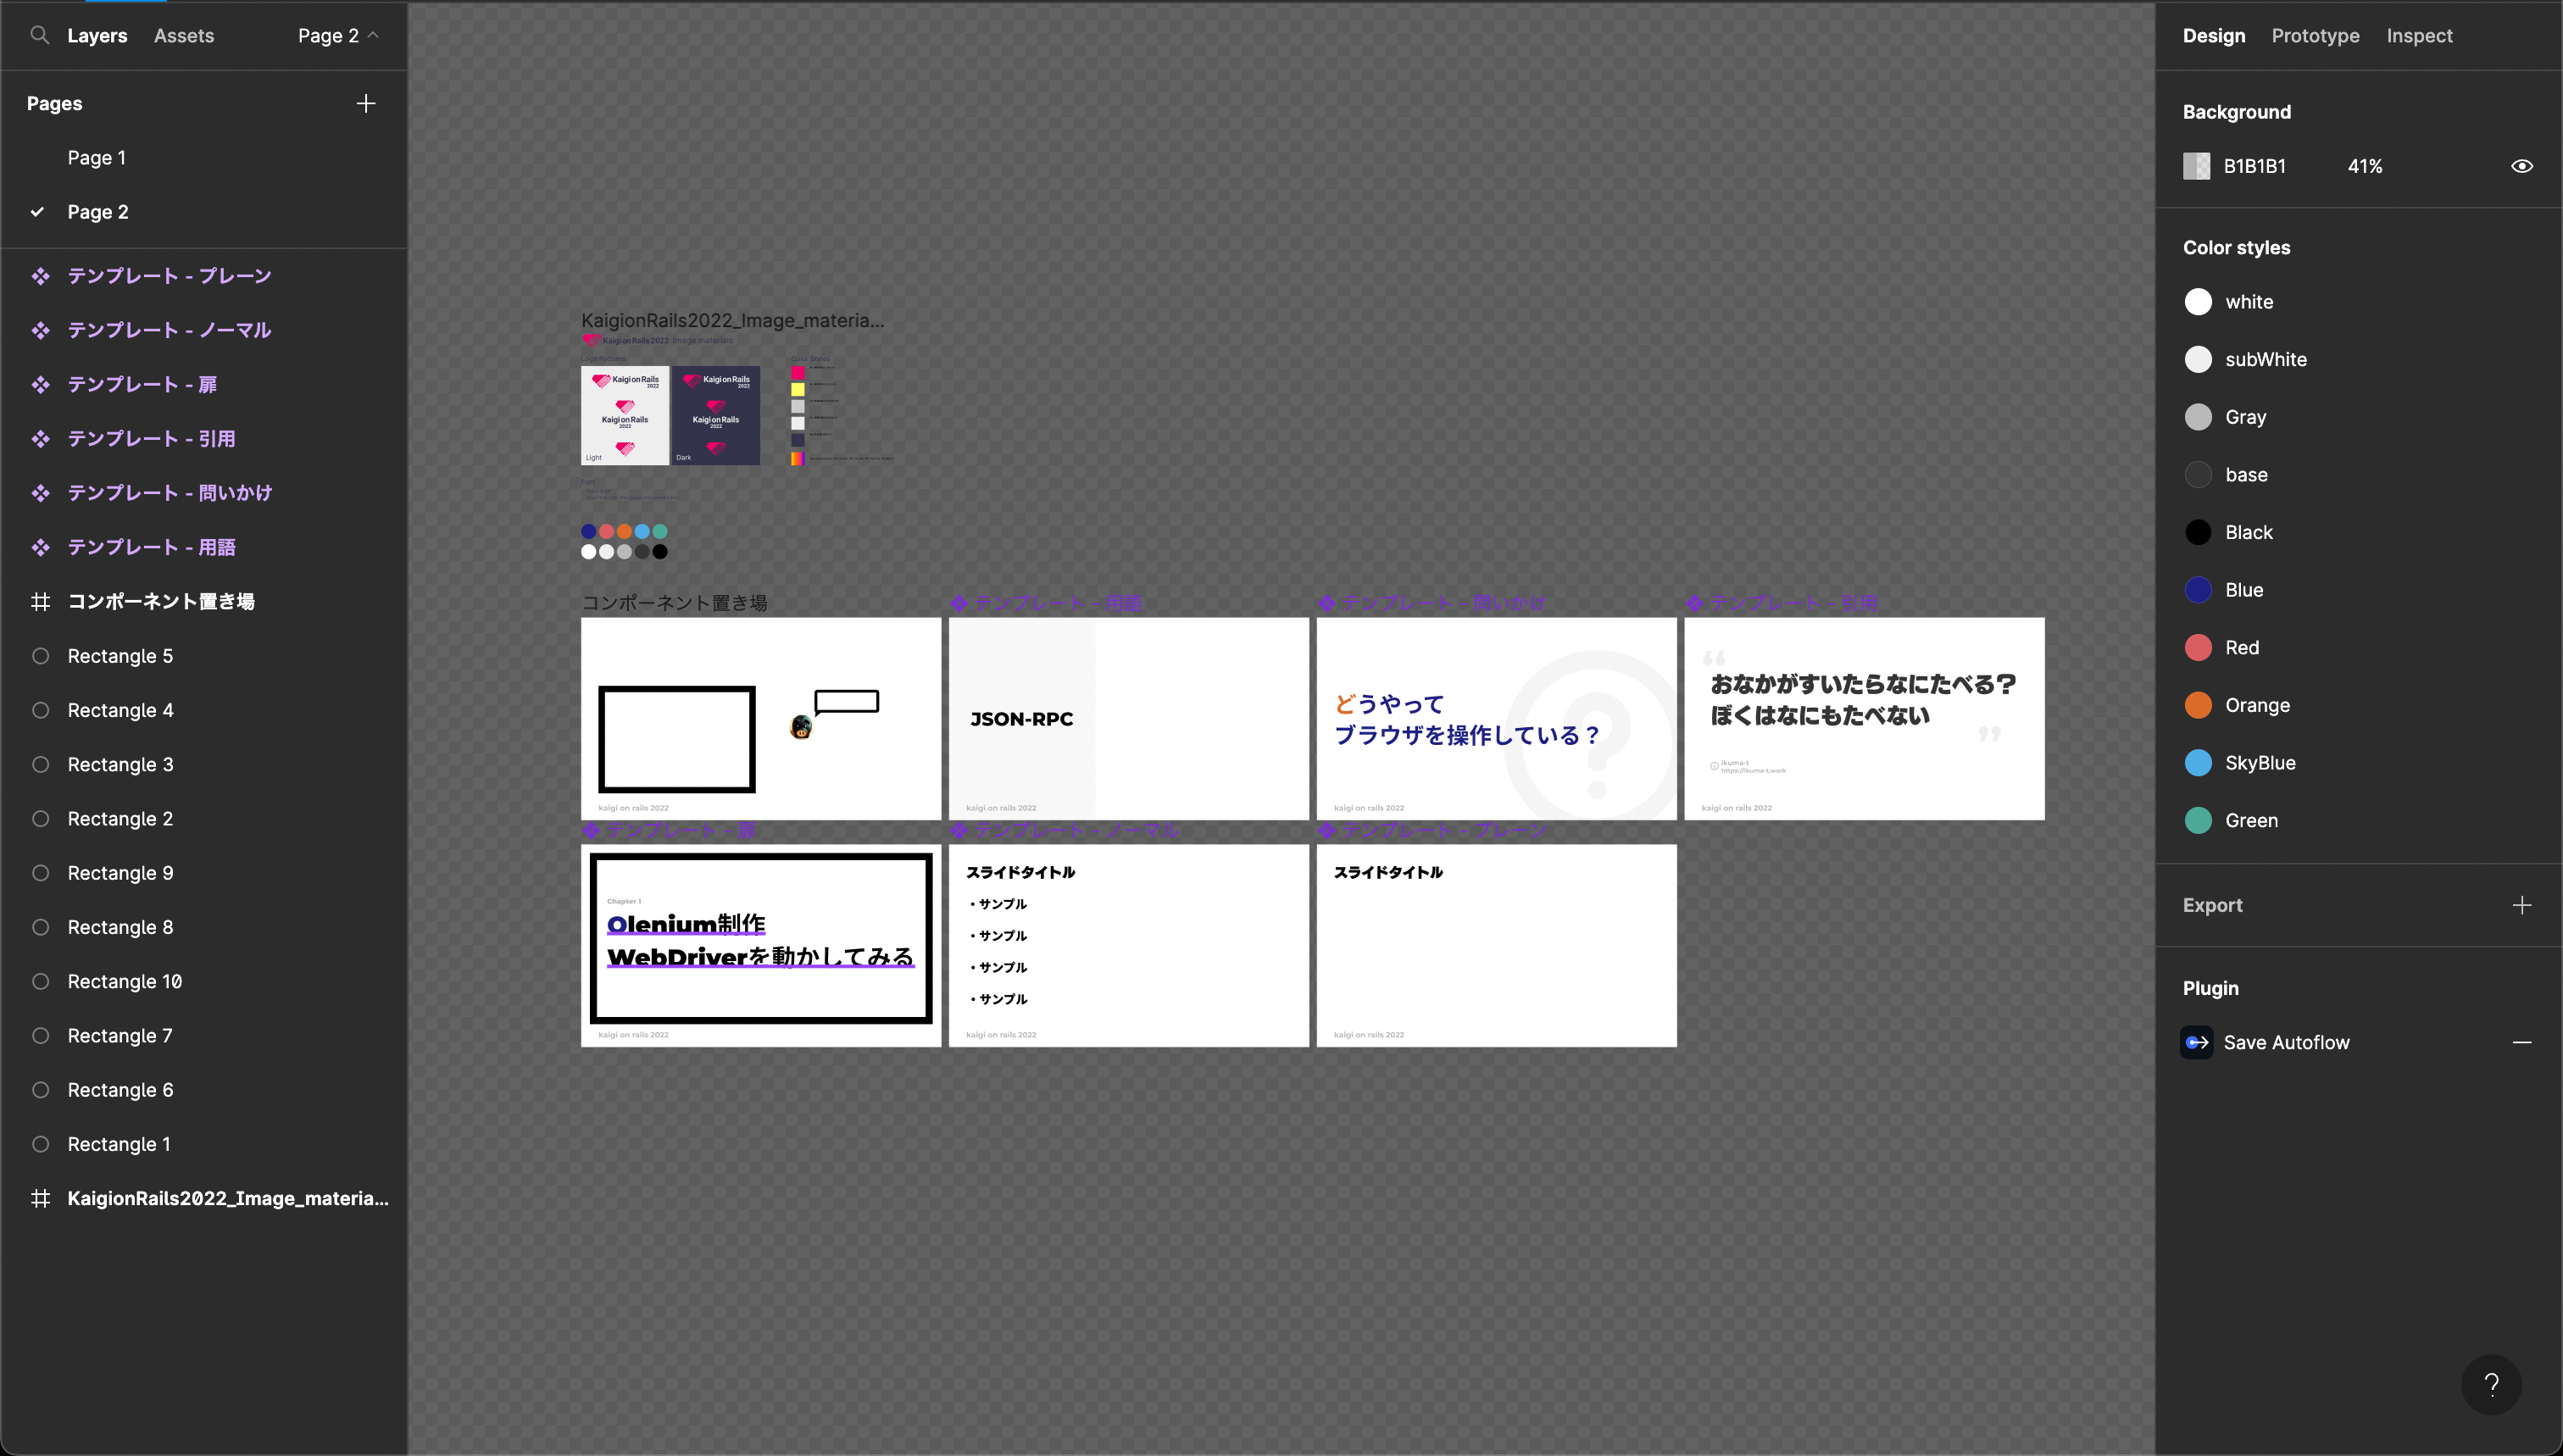 Layers
Assets
Page 2
Pages
Page 1
Page 2
テンプレート - プレーン
テンプレート - ノーマル
テンプレート - 扉
テンプレート - 引用
テンプレート - 問いかけ
テンプレート - 用語
コンポーネント置き場
Rectangle 5
Rectangle 4
Rectangle 3
Rectangle 2
Rectangle 9
Rectangle 8
Rectangle 10
Rectangle 7
Rectangle 6
Rectangle 1
KaigionRails2022_Image_materia...
KaigionRails2022_Image_materia...
Kaigi on Rails 2022 Image materials
Logo Patterns
Color Styles
Kaigi on Rails
2022
Kaigi on Rails
2022
Light
Kaigi on Rails
2022
Kaigi on Rails
2022
Dark
Font
コンポーネント置き場
kaigi on rails 2022
テンプレート - 用語
JSON-RPC
kaigi on rails 2022
テンプレート - 問いかけ
どうやって
ブラウザを操作している？
kaigi on rails 2022
テンプレート - 引用
“
おなかがすいたらなにたべる？
ぼくはなにもたべない
”
ikuma-t
https://ikuma-t.work
kaigi on rails 2022
テンプレート - 扉
Chapter 1
Olenium制作
WebDriverを動かしてみる
kaigi on rails 2022
テンプレート - ノーマル
スライドタイトル
・サンプル
・サンプル
・サンプル
・サンプル
kaigi on rails 2022
テンプレート - プレーン
スライドタイトル
kaigi on rails 2022
Design
Prototype
Inspect
Background
B1B1B1
41%
Color styles
white
subWhite
Gray
base
Black
Blue
Red
Orange
SkyBlue
Green
Export
Plugin
Save Autoflow
?